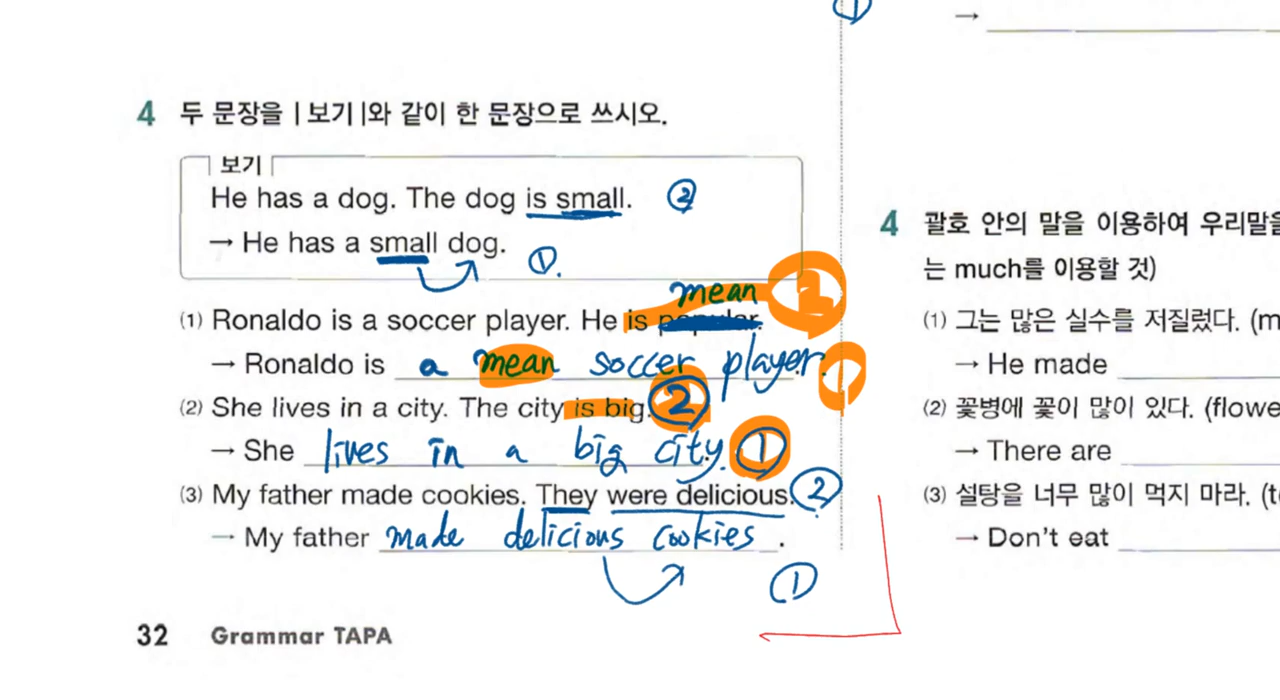 ①
→
4 두 문장을 | 보기 |와 같이 한 문장으로 쓰시오.
보기
He has a dog. The dog is small. ②
→ He has a small dog. ①.
mean ②
(1) Ronaldo is a soccer player. He is popular.
→ Ronaldo is a mean soccer player. ①
(2) She lives in a city. The city is big. ②
→ She lives in a big city. ①
(3) My father made cookies. They were delicious. ②
→ My father made delicious cookies.
①
32 Grammar TAPA
4 괄호 안의 말을 이용하여 우리말을
는 much를 이용할 것)
(1) 그는 많은 실수를 저질렀다. (m
→ He made
(2) 꽃병에 꽃이 많이 있다. (flowe
→ There are
(3) 설탕을 너무 많이 먹지 마라. (t
→ Don't eat